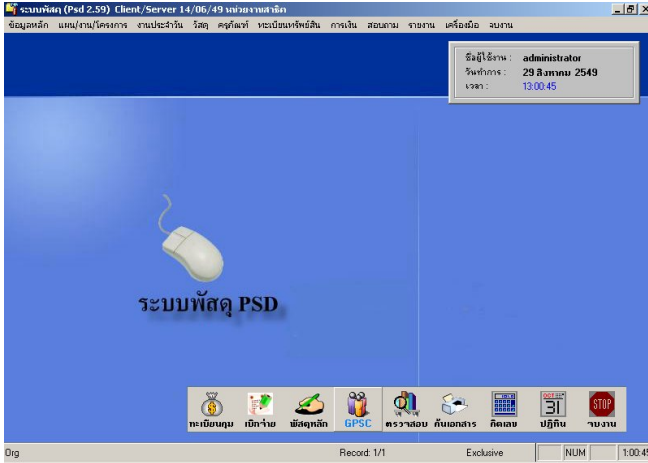 ระบบพัสดุ (Psd 2.59) Client/Server 14/06/49 หน่วยงานสาธิต
ข้อมูลหลัก แผน/งาน/โครงการ งานประจำวัน วัสดุ ครุภัณฑ์ ทะเบียนทรัพย์สิน การเงิน สอบถาม รายงาน เครื่องมือ จบงาน
ชื่อผู้ใช้งาน : administrator
วันทำการ : 29 สิงหาคม 2549
เวลา : 13:00:45
ระบบพัสดุ PSD
ทะเบียนคุม เบิกจ่าย พัสดุหลัก GPSC ตรวจสอบ ค้นเอกสาร คิดเลข ปฏิทิน จบงาน
Org Record: 1/1 Exclusive NUM 1:00:45